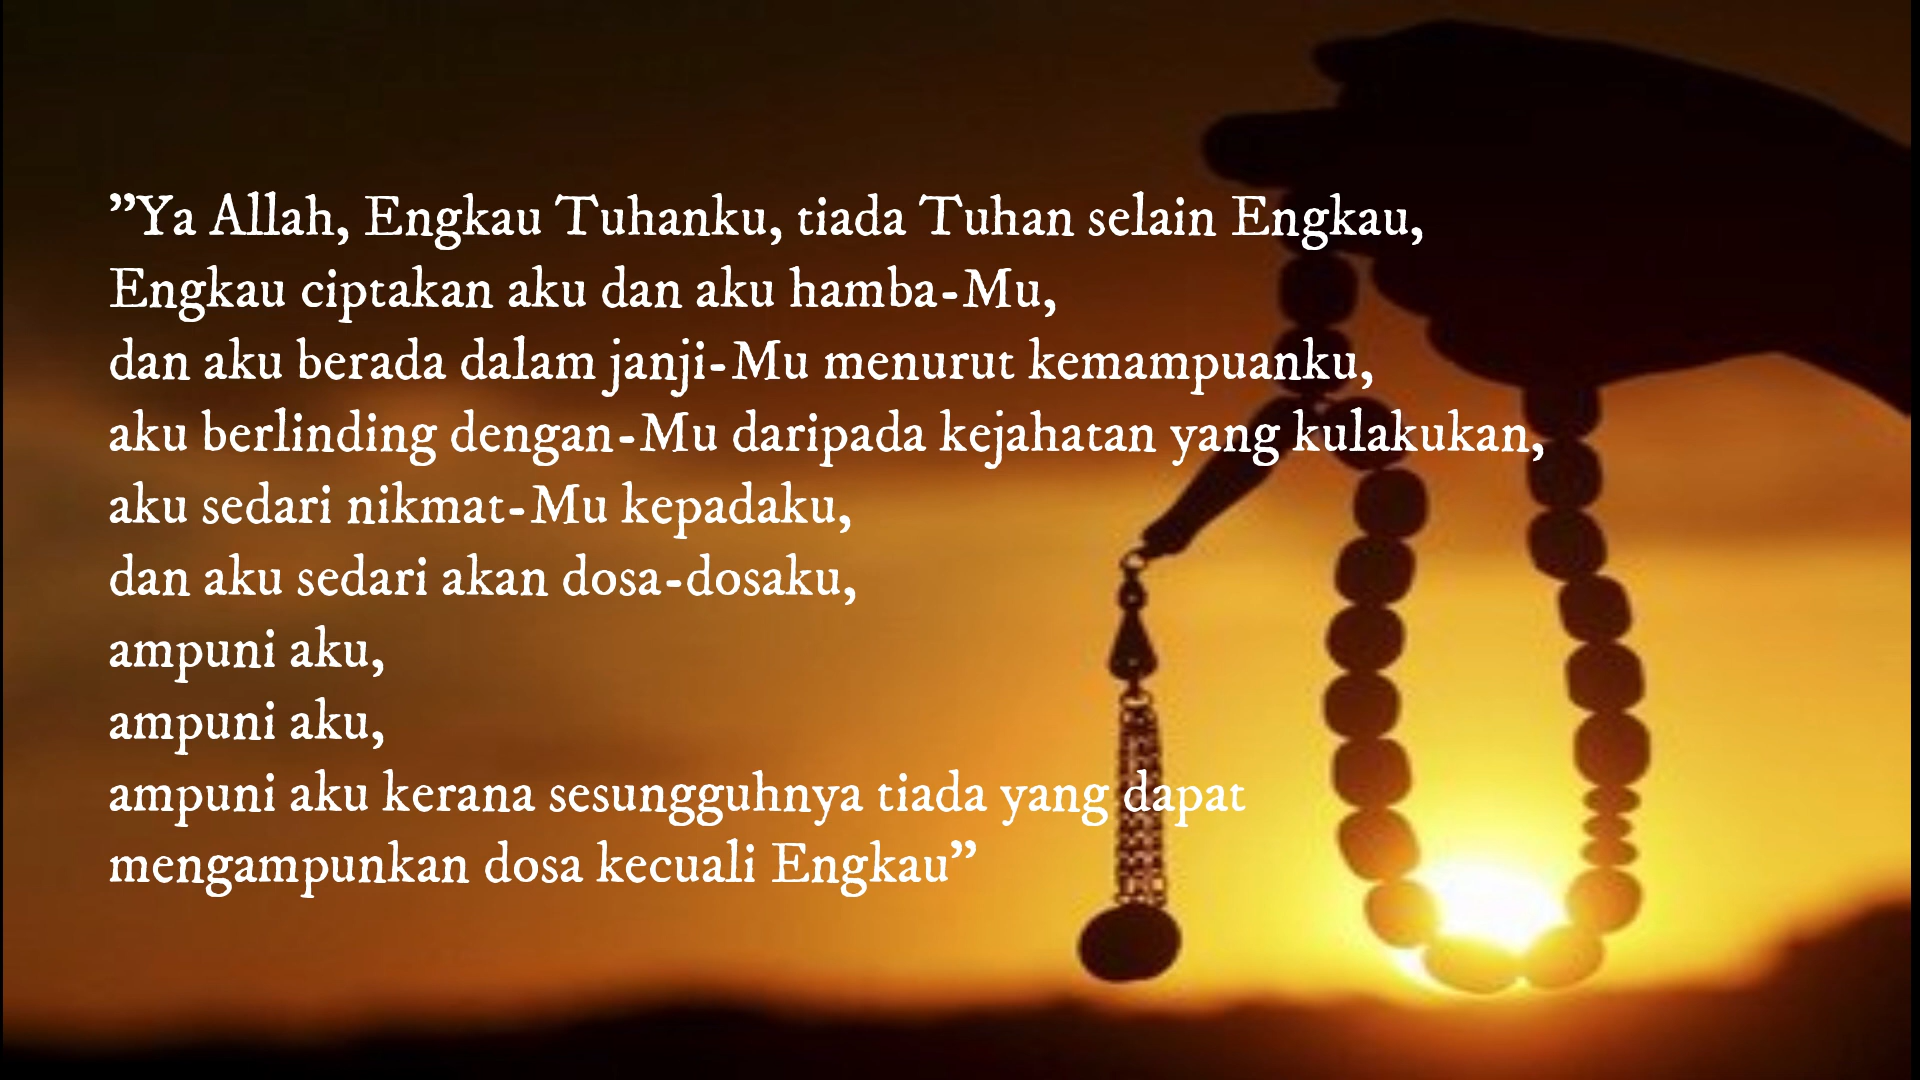 ”Ya Allah, Engkau Tuhanku, tiada Tuhan selain Engkau,
Engkau ciptakan aku dan aku hamba-Mu,
dan aku berada dalam janji-Mu menurut kemampuanku,
aku berlinding dengan-Mu daripada kejahatan yang kulakukan,
aku sedari nikmat-Mu kepadaku,
dan aku sedari akan dosa-dosaku,
ampuni aku,
ampuni aku,
ampuni aku kerana sesungguhnya tiada yang dapat
mengampunkan dosa kecuali Engkau”